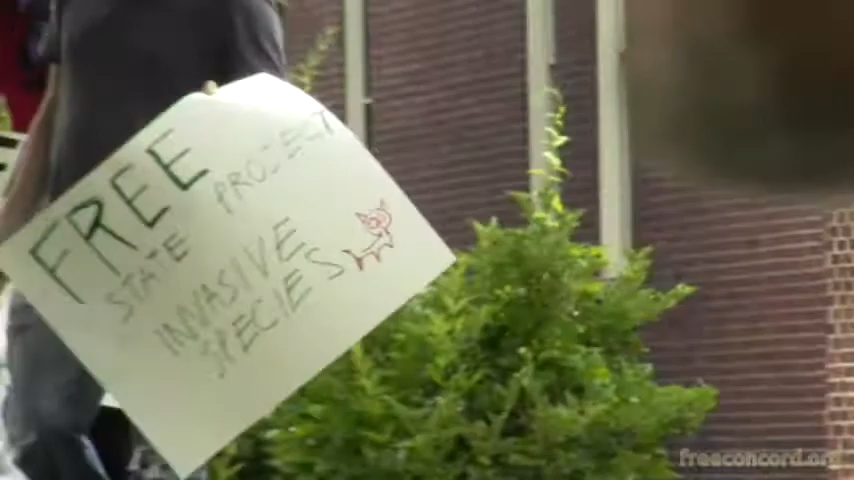 FREE
STATE PROJECT
INVASIVE
SPECIES
freeconcord.org